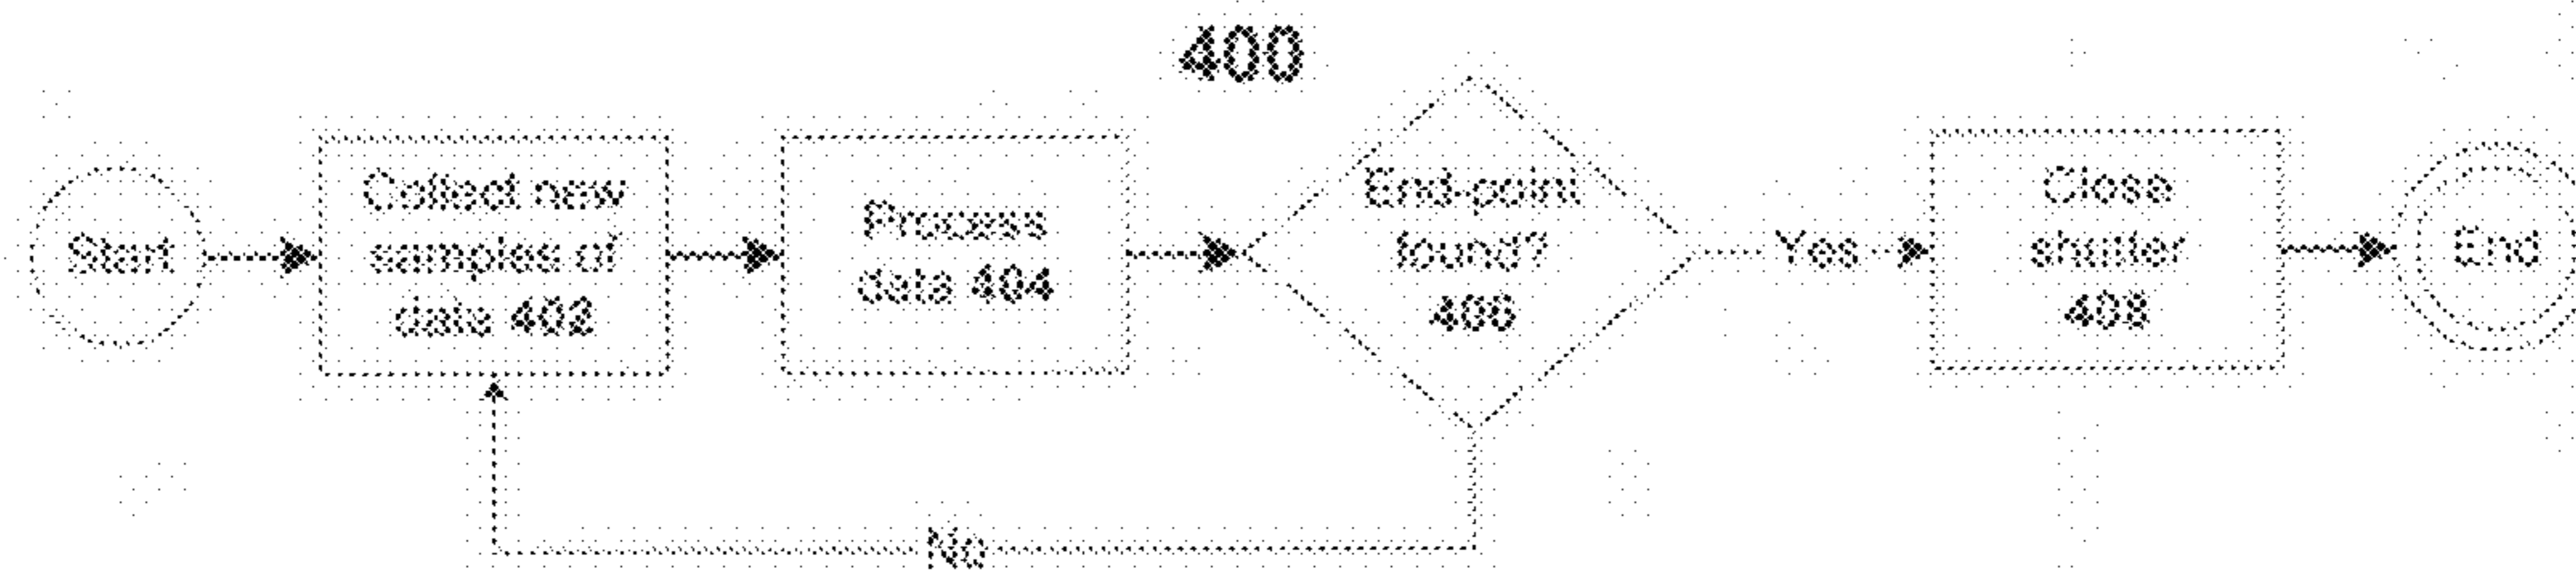 400
Start
Collect new
samples of
data 402
Process
data 404
End-point
found?
406
Yes
Close
shutter
408
End
No